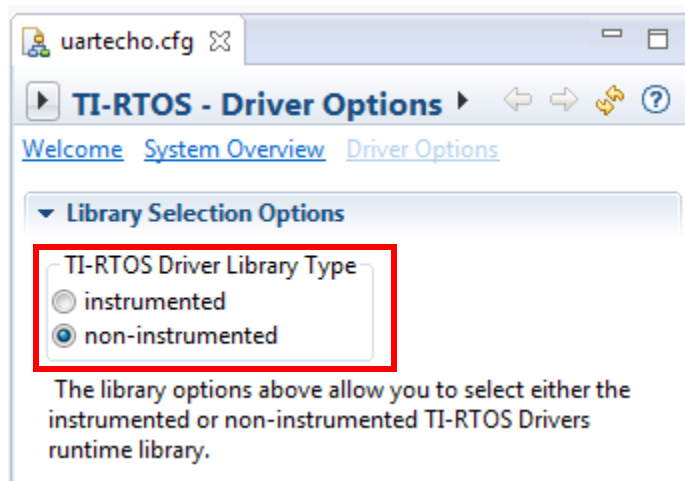 uartecho.cfg
TI-RTOS - Driver Options
Welcome System Overview Driver Options
Library Selection Options
TI-RTOS Driver Library Type
instrumented
non-instrumented
The library options above allow you to select either the
instrumented or non-instrumented TI-RTOS Drivers
runtime library.